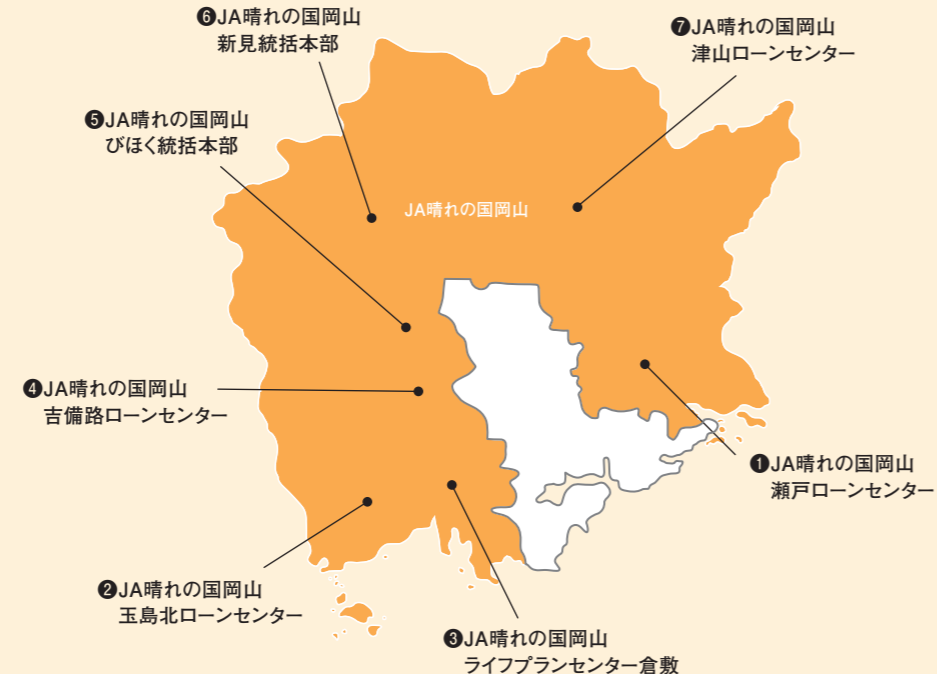 ❻JA晴れの国岡山
新見統括本部
❼JA晴れの国岡山
津山ローンセンター
❺JA晴れの国岡山
びほく統括本部
JA晴れの国岡山
❹JA晴れの国岡山
吉備路ローンセンター
❶JA晴れの国岡山
瀬戸ローンセンター
❷JA晴れの国岡山
玉島北ローンセンター
❸JA晴れの国岡山
ライフプランセンター倉敷